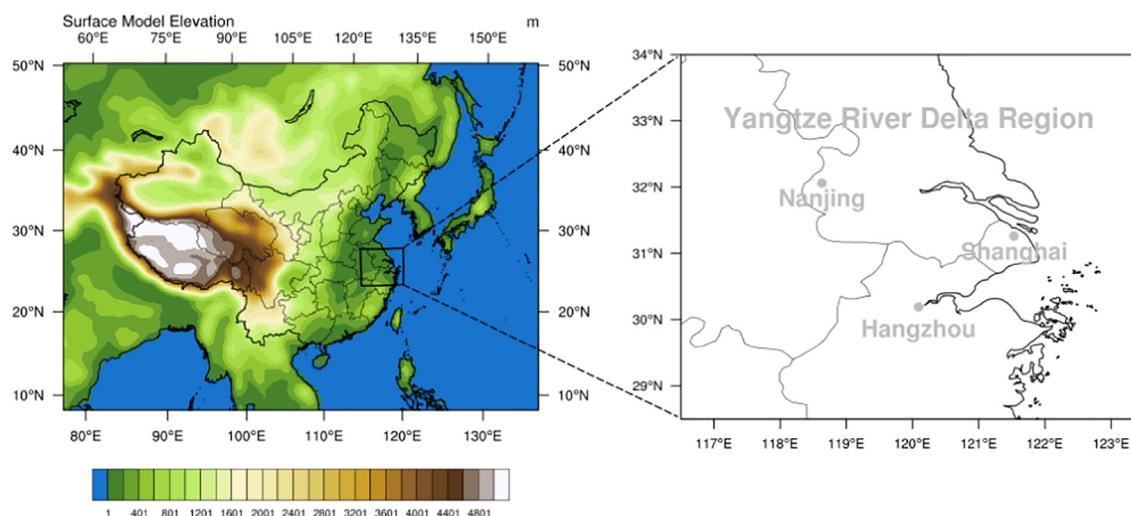 Surface Model Elevation m
60°E 75°E 90°E 105°E 120°E 135°E 150°E
50°N 50°N
40°N 40°N
30°N 30°N
20°N 20°N
10°N 10°N
80°E 90°E 100°E 110°E 120°E 130°E
1 401 801 1201 1601 2001 2401 2801 3201 3601 4001 4401 4801
34°N
33°N
32°N
31°N
30°N
29°N
Yangtze River Delta Region
Nanjing
Shanghai
Hangzhou
117°E 118°E 119°E 120°E 121°E 122°E 123°E